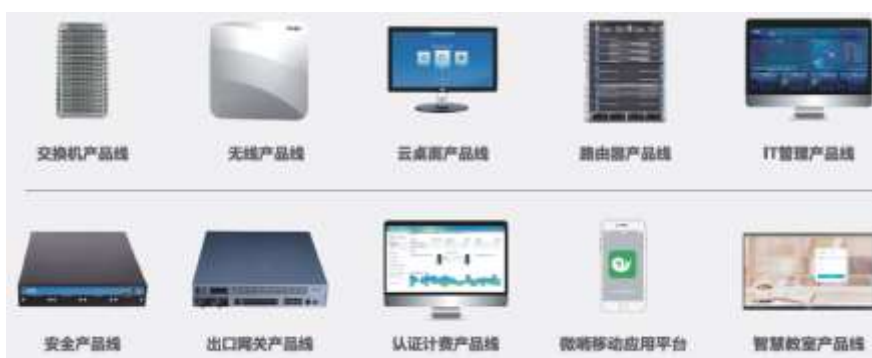 交换机产品线
无线产品线
云桌面产品线
路由器产品线
IT管理产品线
安全产品线
出口网关产品线
认证计费产品线
微哨移动应用平台
智慧教室产品线